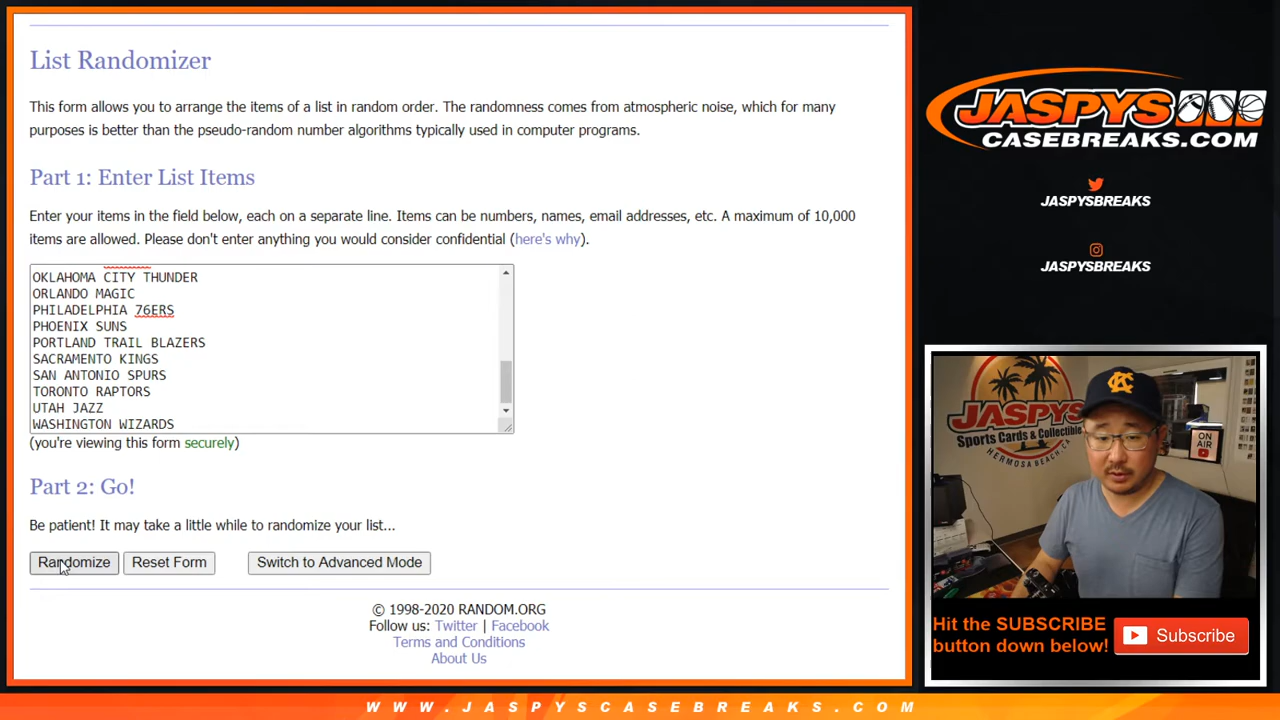 List Randomizer
This form allows you to arrange the items of a list in random order. The randomness comes from atmospheric noise, which for many
purposes is better than the pseudo-random number algorithms typically used in computer programs.
Part 1: Enter List Items
Enter your items in the field below, each on a separate line. Items can be numbers, names, email addresses, etc. A maximum of 10,000
items are allowed. Please don't enter anything you would consider confidential (here's why).
OKLAHOMA CITY THUNDER
ORLANDO MAGIC
PHILADELPHIA 76ERS
PHOENIX SUNS
PORTLAND TRAIL BLAZERS
SACRAMENTO KINGS
SAN ANTONIO SPURS
TORONTO RAPTORS
UTAH JAZZ
WASHINGTON WIZARDS
(you're viewing this form securely)
Part 2: Go!
Be patient! It may take a little while to randomize your list...
Randomize Reset Form Switch to Advanced Mode
© 1998-2020 RANDOM.ORG
Follow us: Twitter | Facebook
Terms and Conditions
About Us
JASPYS
CASEBREAKS.COM
JASPYSBREAKS
JASPYSBREAKS
JASPYS
Sports Cards & Collectible
HERMOSA BEACH, CA
KC
ON
AIR
Hit the SUBSCRIBE
button down below!
Subscribe
WWW.JASPYSCASEBREAKS.COM